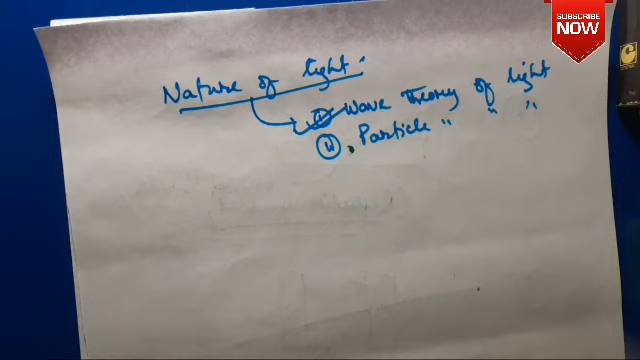 SUBSCRIBE
NOW
Nature of light :
(i) Wave Theory of light
(ii) Particle " " "